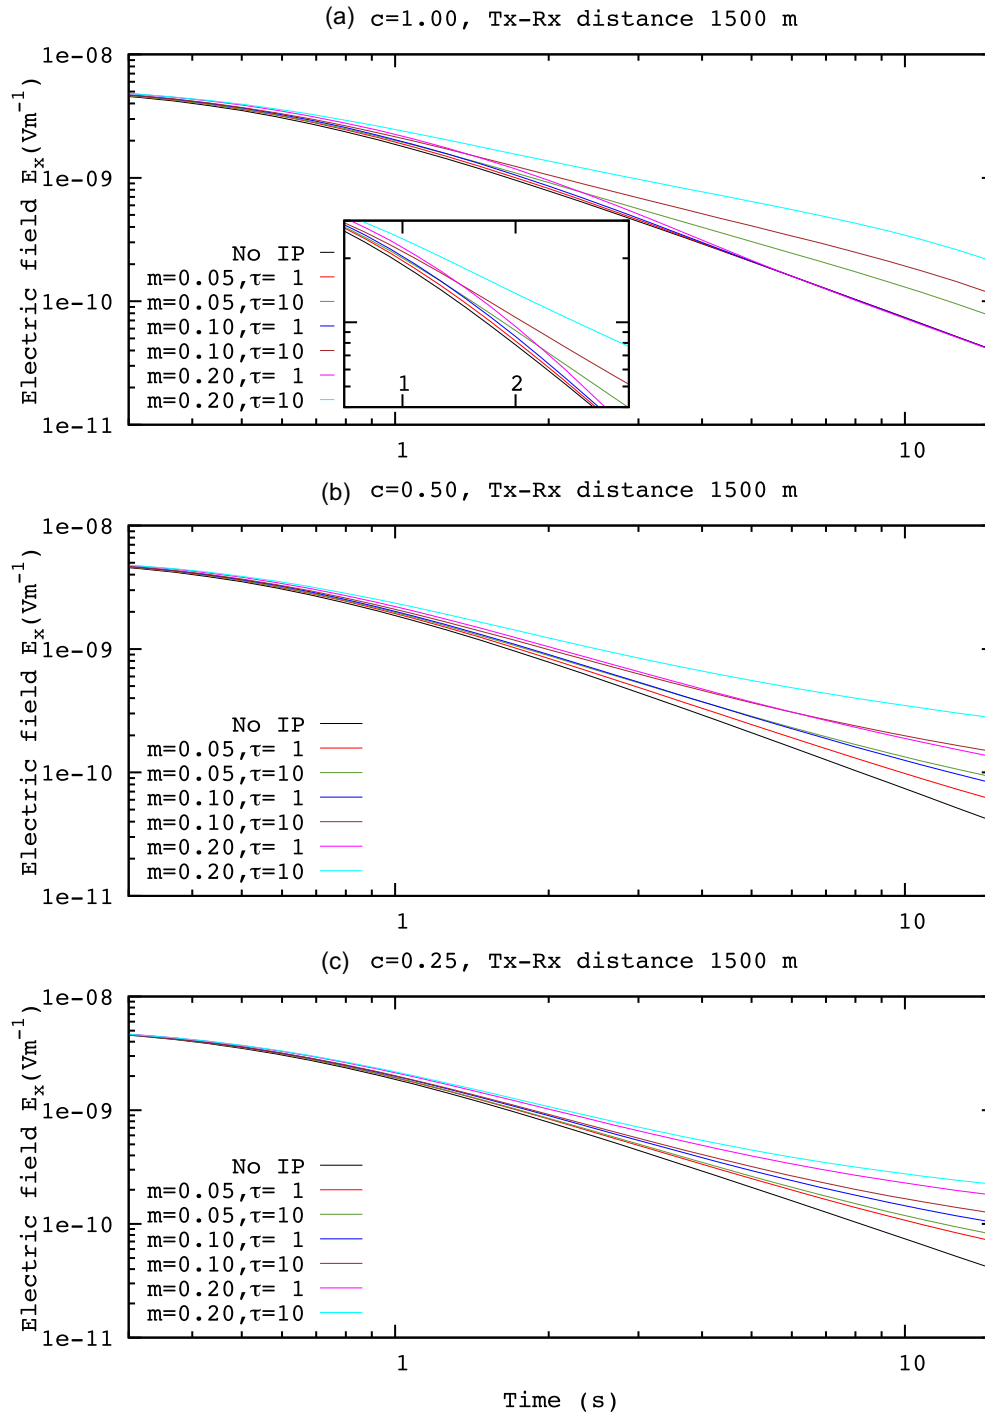 (a) c=1.00, Tx-Rx distance 1500 m
Electric field E_x(Vm^-1)
1e-08
1e-09
1e-10
1e-11
No IP
m=0.05,τ= 1
m=0.05,τ=10
m=0.10,τ= 1
m=0.10,τ=10
m=0.20,τ= 1
m=0.20,τ=10
1 2
1 10
(b) c=0.50, Tx-Rx distance 1500 m
Electric field E_x(Vm^-1)
1e-08
1e-09
1e-10
1e-11
No IP
m=0.05,τ= 1
m=0.05,τ=10
m=0.10,τ= 1
m=0.10,τ=10
m=0.20,τ= 1
m=0.20,τ=10
1 10
(c) c=0.25, Tx-Rx distance 1500 m
Electric field E_x(Vm^-1)
1e-08
1e-09
1e-10
1e-11
No IP
m=0.05,τ= 1
m=0.05,τ=10
m=0.10,τ= 1
m=0.10,τ=10
m=0.20,τ= 1
m=0.20,τ=10
1 10
Time (s)